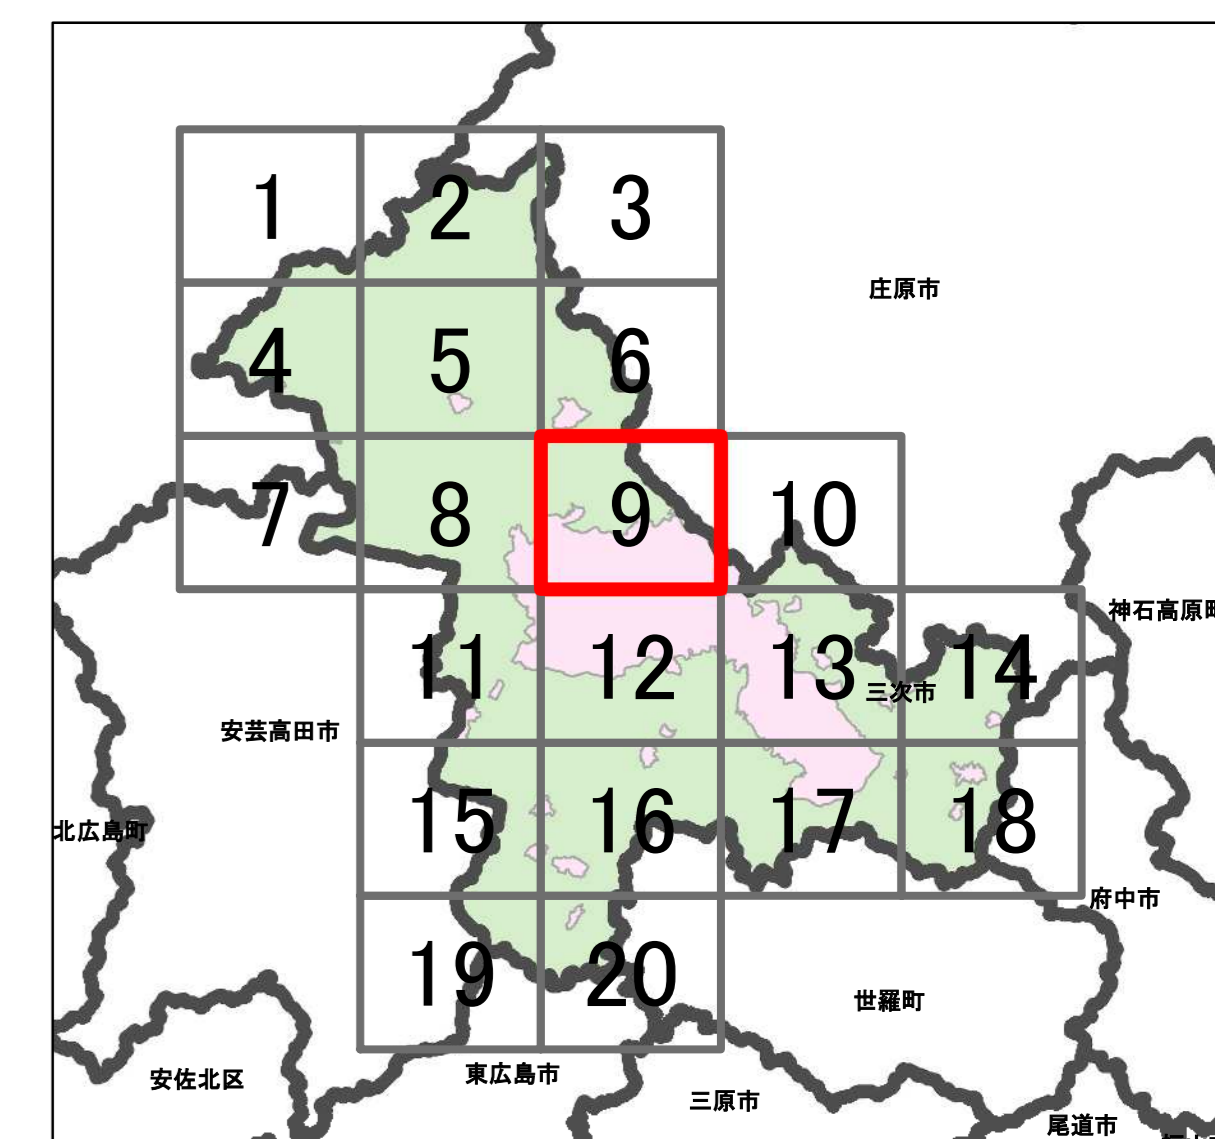 1 2 3
庄原市
4 5 6
7 8 9 10
神石高原町
11 12 13 三次市 14
安芸高田市
15 16 17 18
北広島町
府中市
19 20
世羅町
安佐北区 東広島市
三原市
尾道市